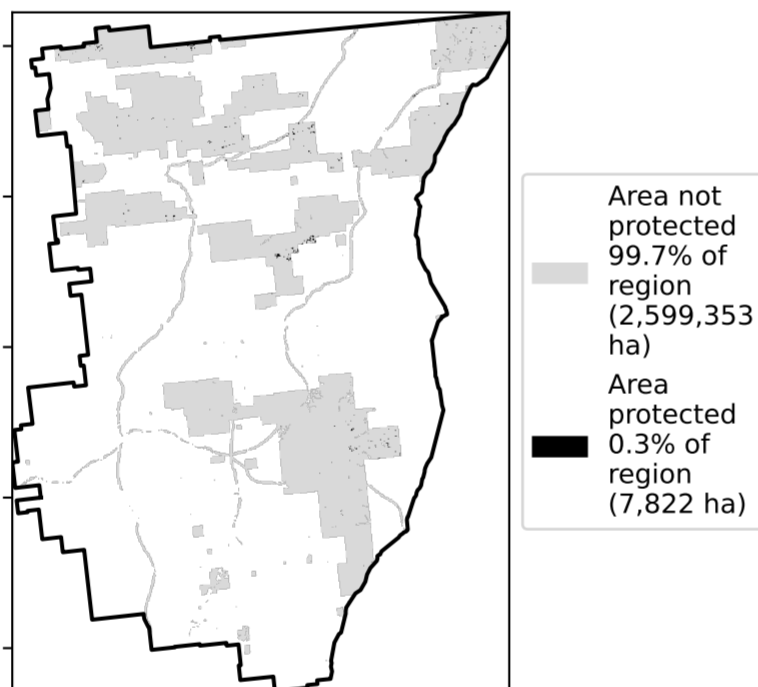 Area not
protected
99.7% of
region
(2,599,353
ha)
Area
protected
0.3% of
region
(7,822 ha)